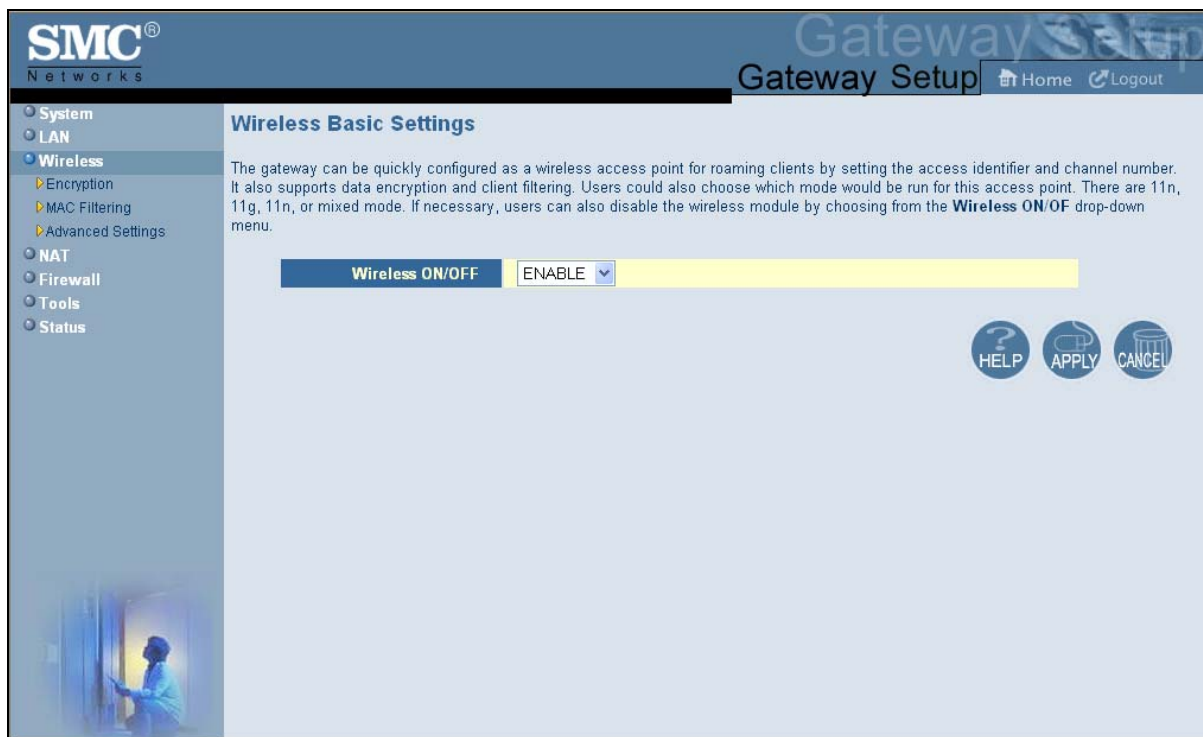 SMC®
Networks
Gateway Setup
Gateway Setup
Home
Logout
System
LAN
Wireless
Encryption
MAC Filtering
Advanced Settings
NAT
Firewall
Tools
Status
Wireless Basic Settings
The gateway can be quickly configured as a wireless access point for roaming clients by setting the access identifier and channel number.
It also supports data encryption and client filtering. Users could also choose which mode would be run for this access point. There are 11n,
11g, 11n, or mixed mode. If necessary, users can also disable the wireless module by choosing from the Wireless ON/OF drop-down
menu.
Wireless ON/OFF
ENABLE
HELP
APPLY
CANCEL